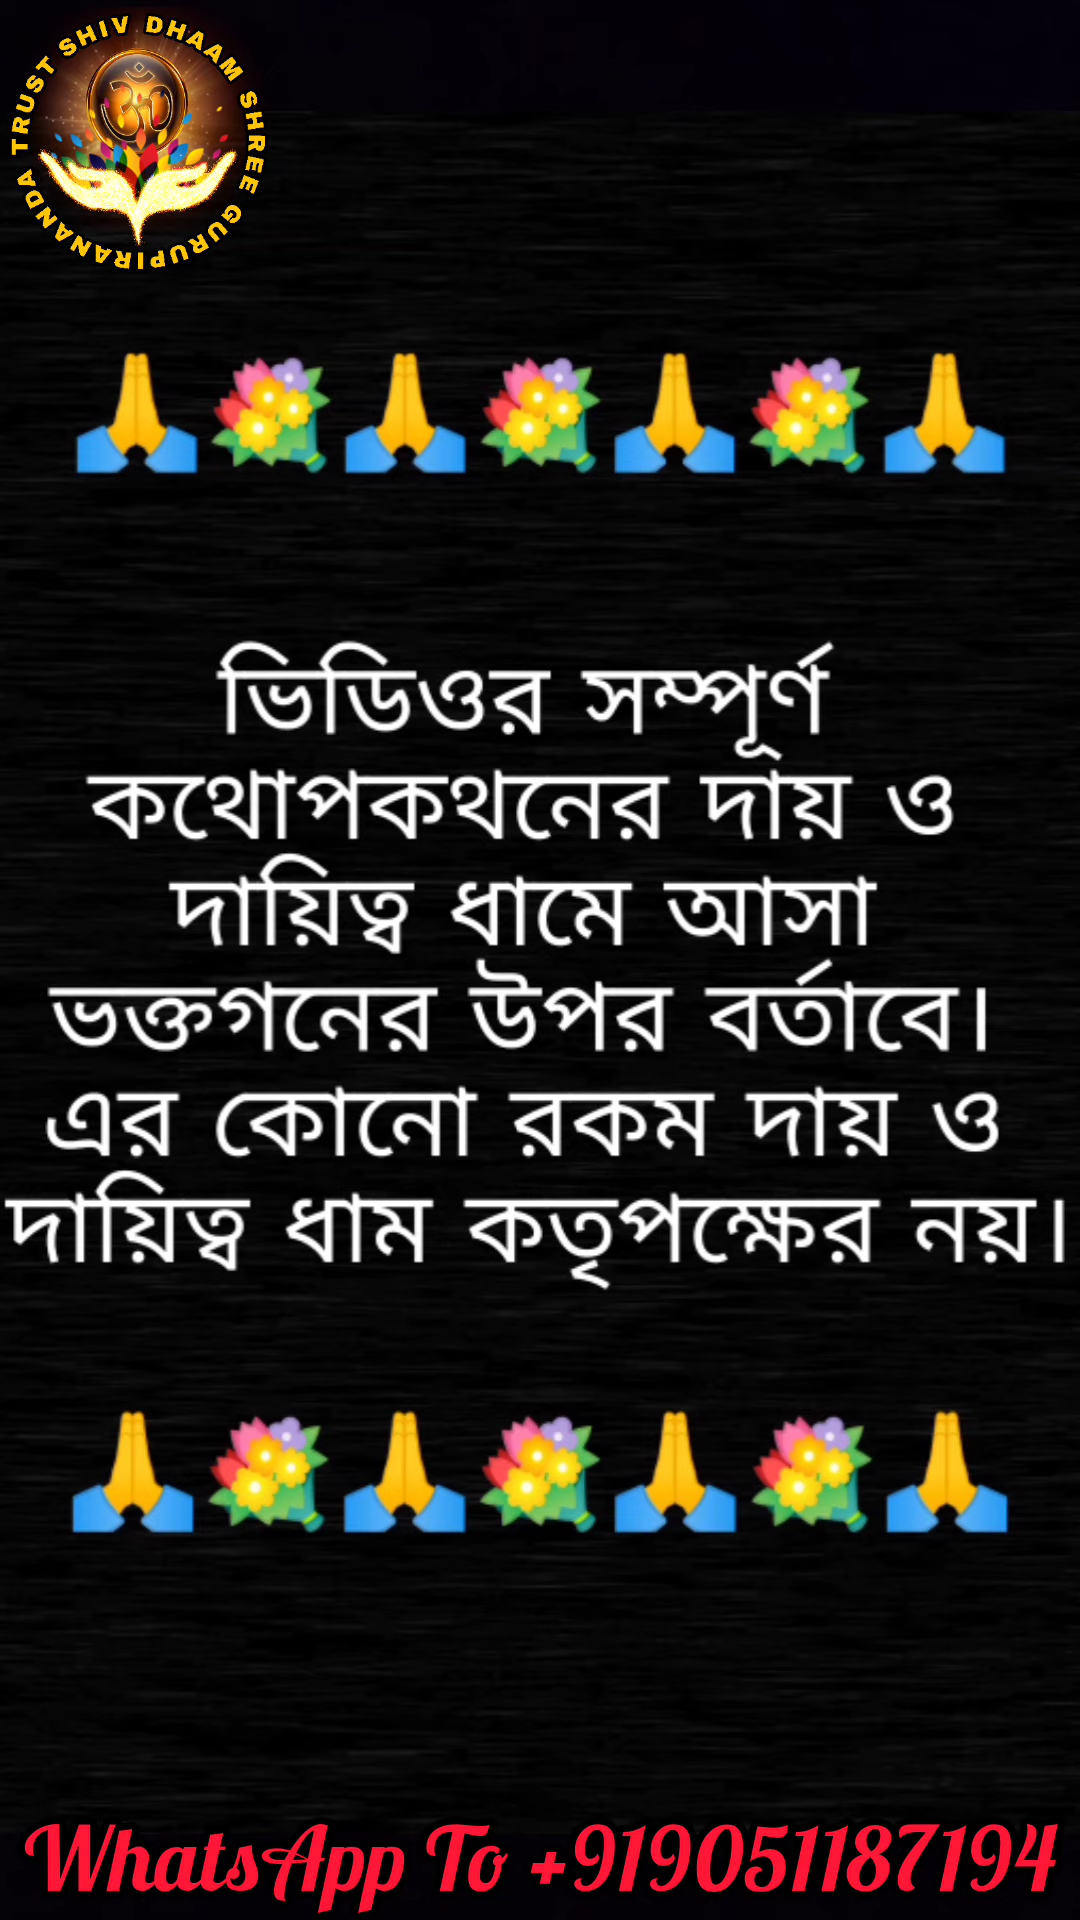 TRUST SHIV DHAAM SHREE GURUPIRANANDA
🙏💐🙏💐🙏💐🙏
ভিডিওর সম্পূর্ণ
কথোপকথনের দায় ও
দায়িত্ব ধামে আসা
ভক্তগনের উপর বর্তাবে।
এর কোনো রকম দায় ও
দায়িত্ব ধাম কতৃপক্ষের নয়।
🙏💐🙏💐🙏💐🙏
WhatsApp To +919051187194